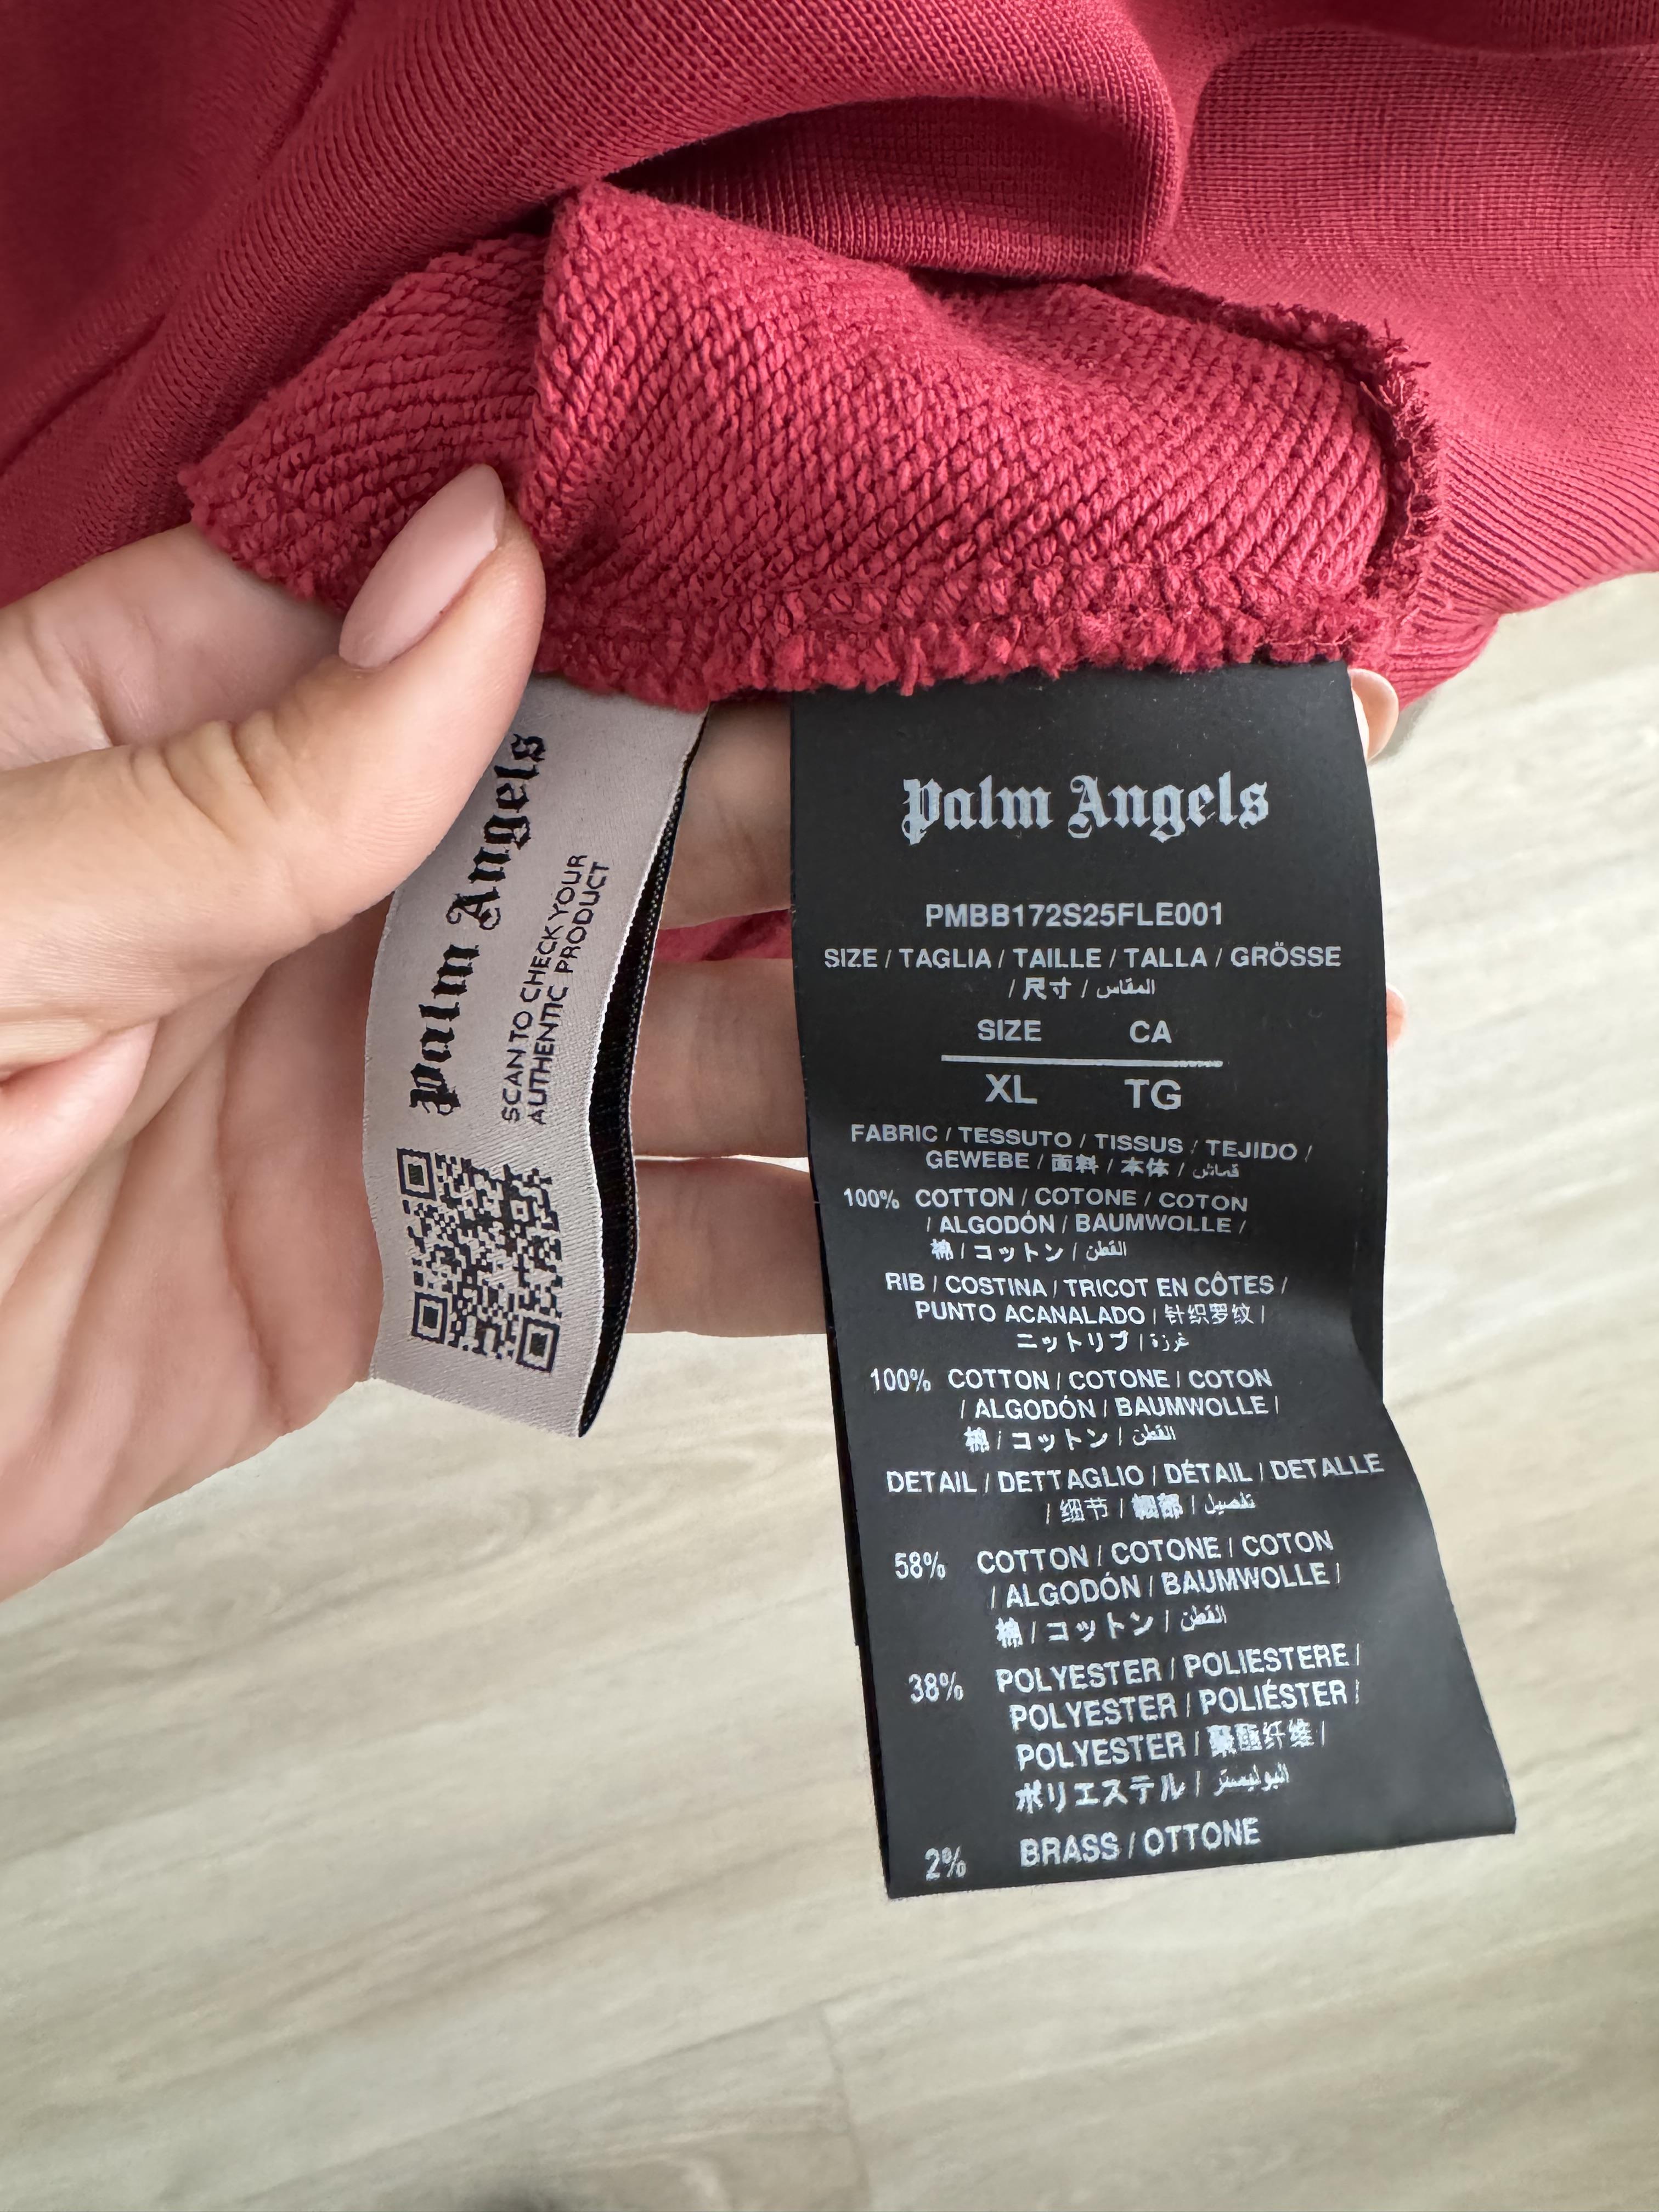 Palm Angels
SCAN TO CHECK YOUR
AUTHENTIC PRODUCT
Palm Angels
PMBB172S25FLE001
SIZE / TAGLIA / TAILLE / TALLA / GRÖSSE
/ 尺寸 / المقاس
SIZE CA
XL TG
FABRIC / TESSUTO / TISSUS / TEJIDO /
GEWEBE / 面料 / 本体 / قماش
100% COTTON / COTONE / COTON
/ ALGODÓN / BAUMWOLLE /
棉 / コットン / القطن
RIB / COSTINA / TRICOT EN CÔTES /
PUNTO ACANALADO / 针织罗纹 /
ニットリブ / غرزة
100% COTTON / COTONE / COTON
/ ALGODÓN / BAUMWOLLE /
棉 / コットン / القطن
DETAIL / DETTAGLIO / DÉTAIL / DETALLE
/ 细节 / 細部 / تفصيل
58% COTTON / COTONE / COTON
/ ALGODÓN / BAUMWOLLE /
棉 / コットン / القطن
38% POLYESTER / POLIESTERE /
POLYESTER / POLIÉSTER /
POLYESTER / 聚酯纤维 /
ポリエステル / البوليستر
2% BRASS / OTTONE